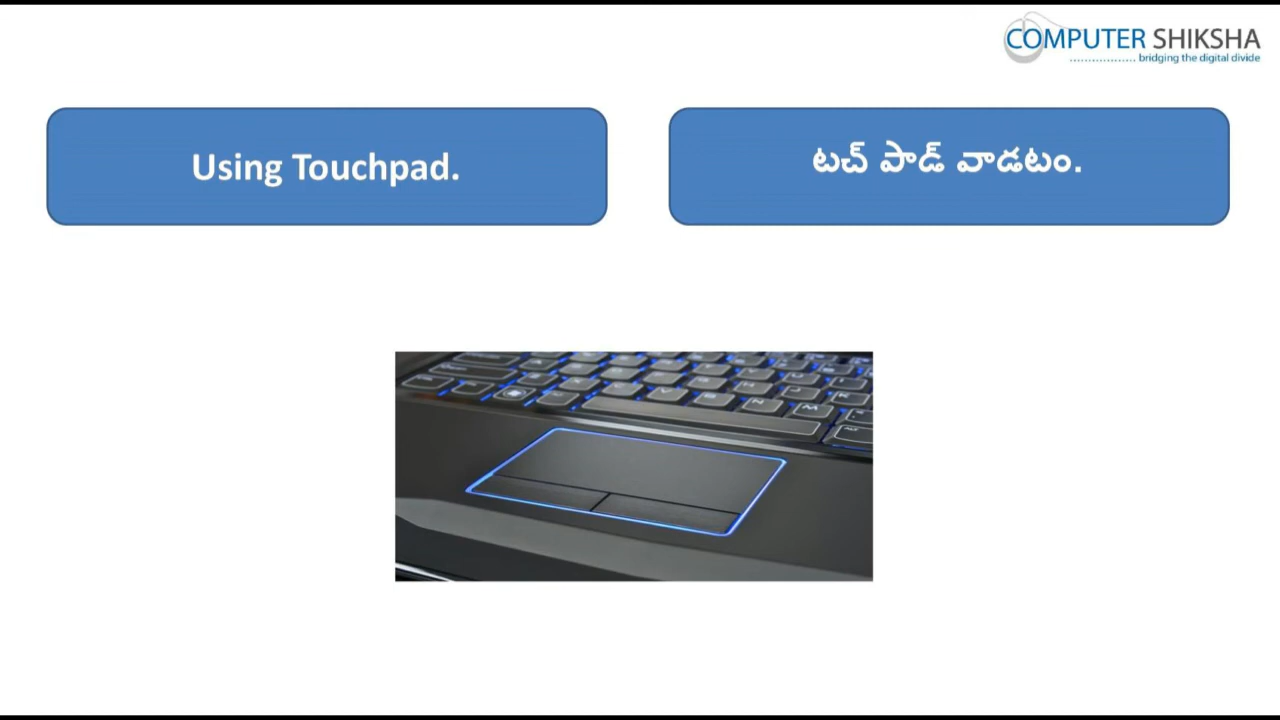 COMPUTER SHIKSHA
bridging the digital divide
Using Touchpad.
టచ్ పాడ్ వాడటం.